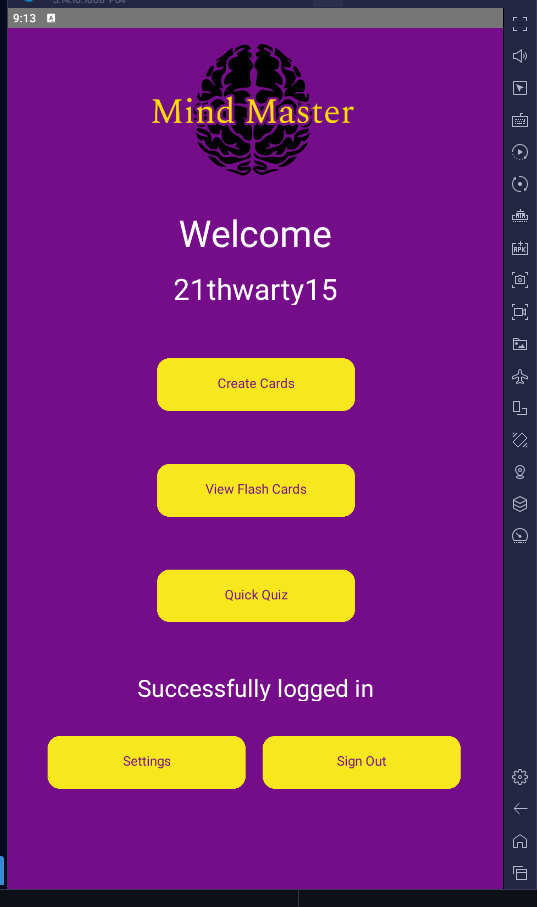 9:13
Mind Master
Welcome
21thwarty15
Create Cards
View Flash Cards
Quick Quiz
Successfully logged in
Settings
Sign Out
APK